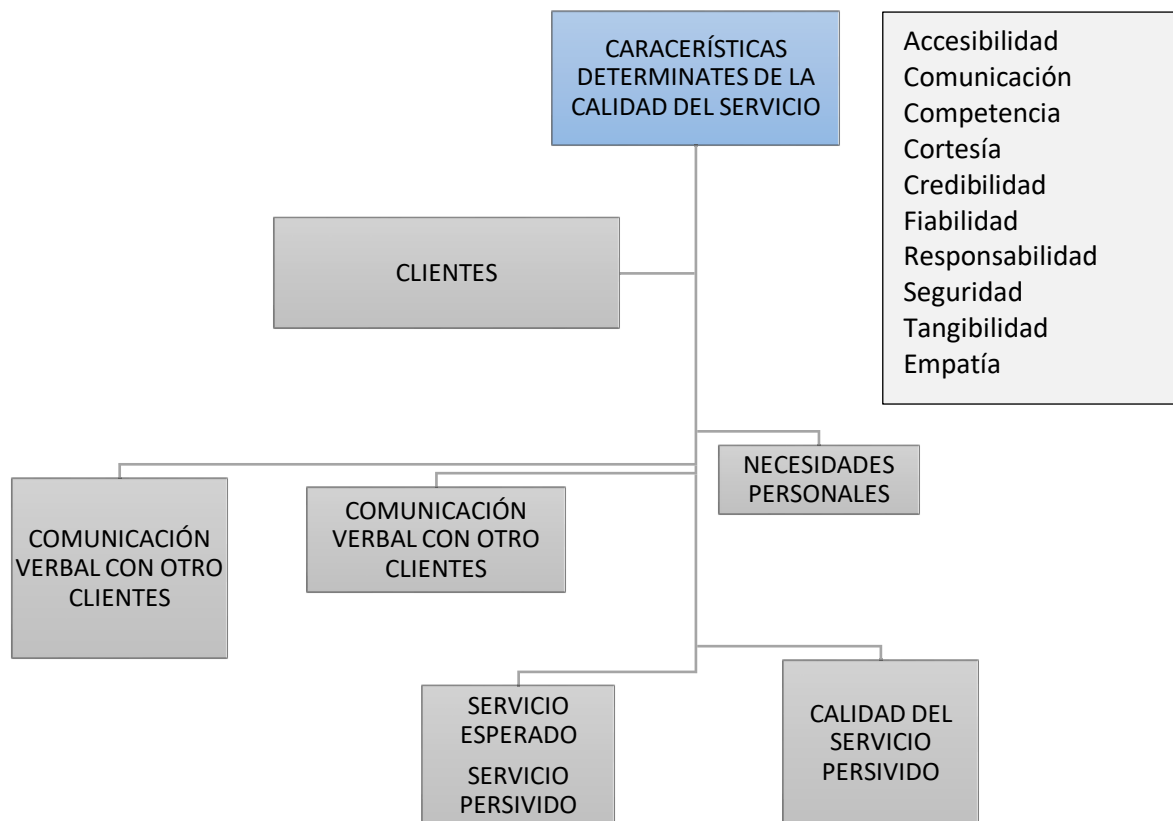 CARACERÍSTICAS
DETERMINATES DE LA
CALIDAD DEL SERVICIO
Accesibilidad
Comunicación
Competencia
Cortesía
Credibilidad
Fiabilidad
Responsabilidad
Seguridad
Tangibilidad
Empatía
CLIENTES
NECESIDADES
PERSONALES
COMUNICACIÓN
VERBAL CON OTRO
CLIENTES
COMUNICACIÓN
VERBAL CON OTRO
CLIENTES
SERVICIO
ESPERADO
SERVICIO
PERSIVIDO
CALIDAD DEL
SERVICIO
PERSIVIDO